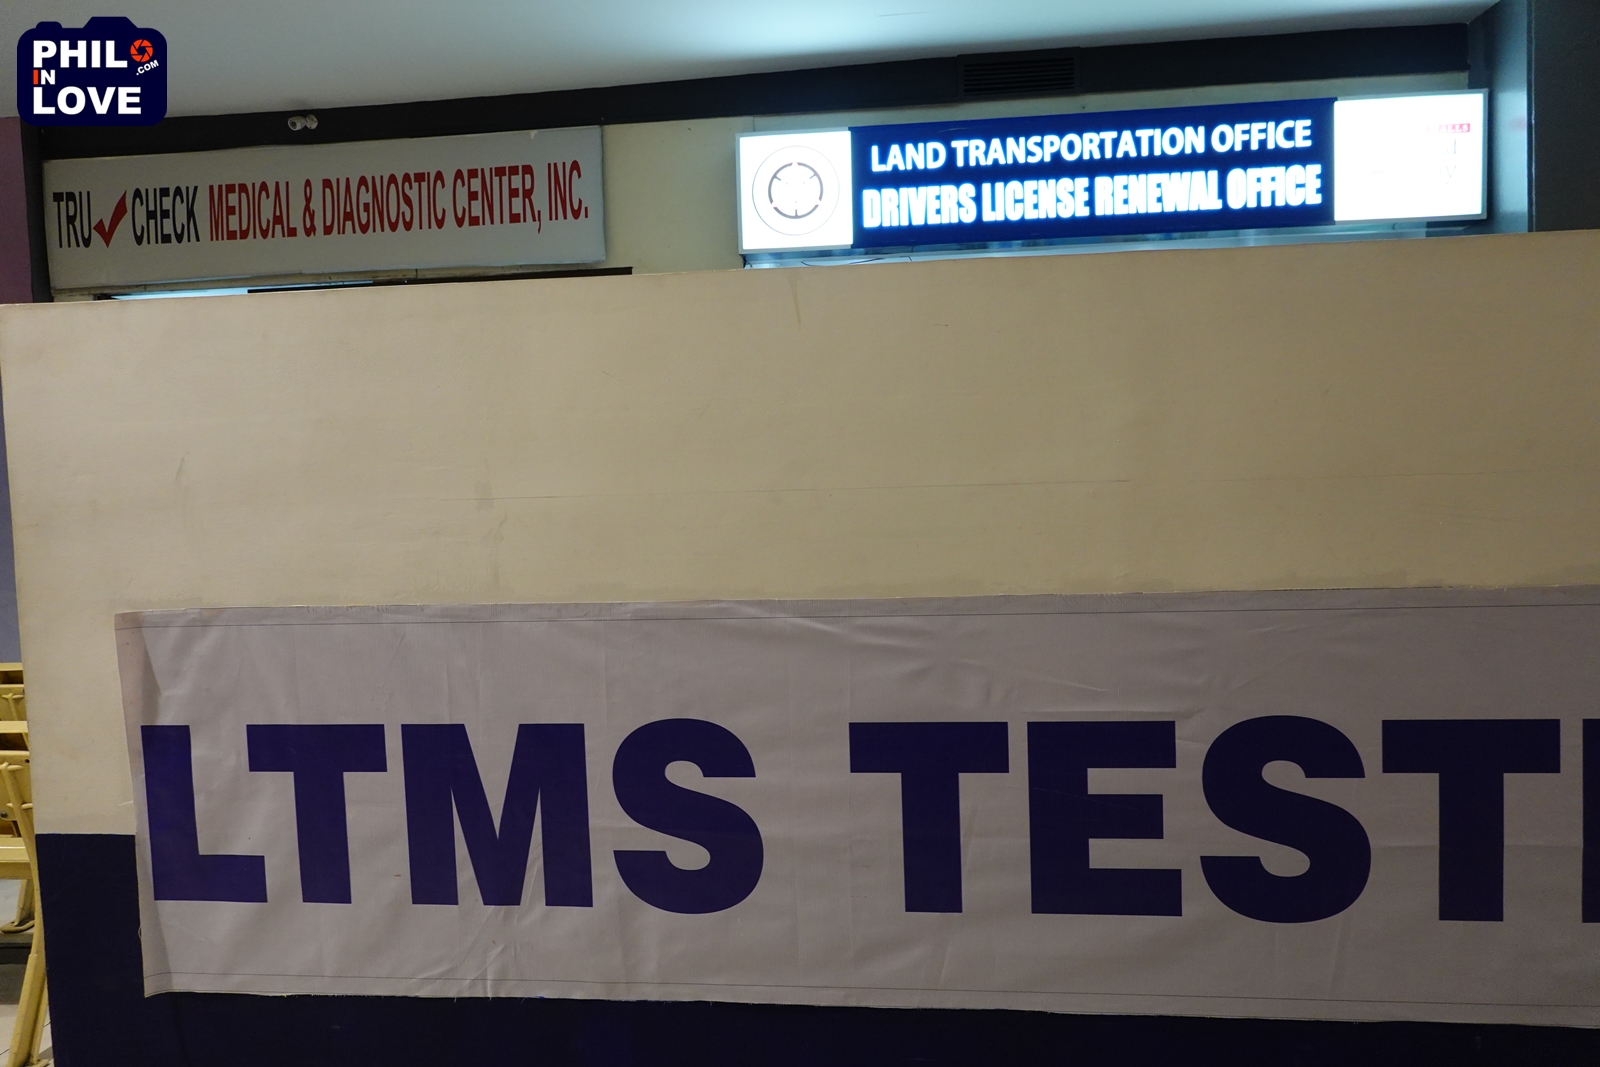 PHIL
IN
.COM
LOVE
TRU CHECK MEDICAL & DIAGNOSTIC CENTER, INC.
LAND TRANSPORTATION OFFICE
DRIVERS LICENSE RENEWAL OFFICE
LTMS TEST